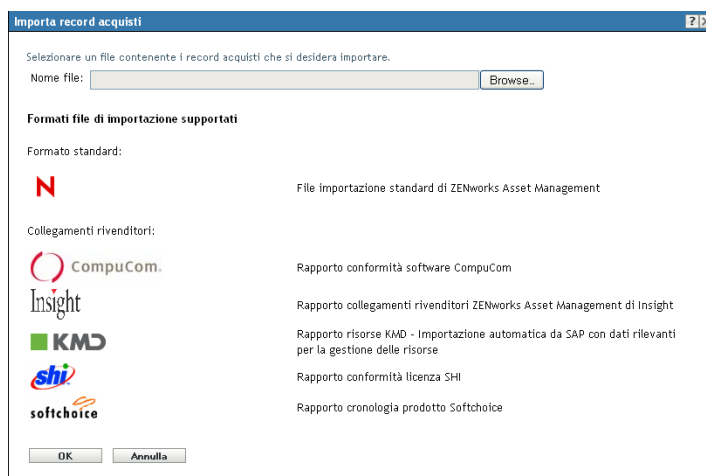 Importa record acquisti
?
Selezionare un file contenente i record acquisti che si desidera importare.
Nome file: Browse..
Formati file di importazione supportati
Formato standard:
N File importazione standard di ZENworks Asset Management
Collegamenti rivenditori:
CompuCom. Rapporto conformità software CompuCom
Insight Rapporto collegamenti rivenditori ZENworks Asset Management di Insight
KMD Rapporto risorse KMD - Importazione automatica da SAP con dati rilevanti
per la gestione delle risorse
shi Rapporto conformità licenza SHI
softchoice Rapporto cronologia prodotto Softchoice
OK Annulla